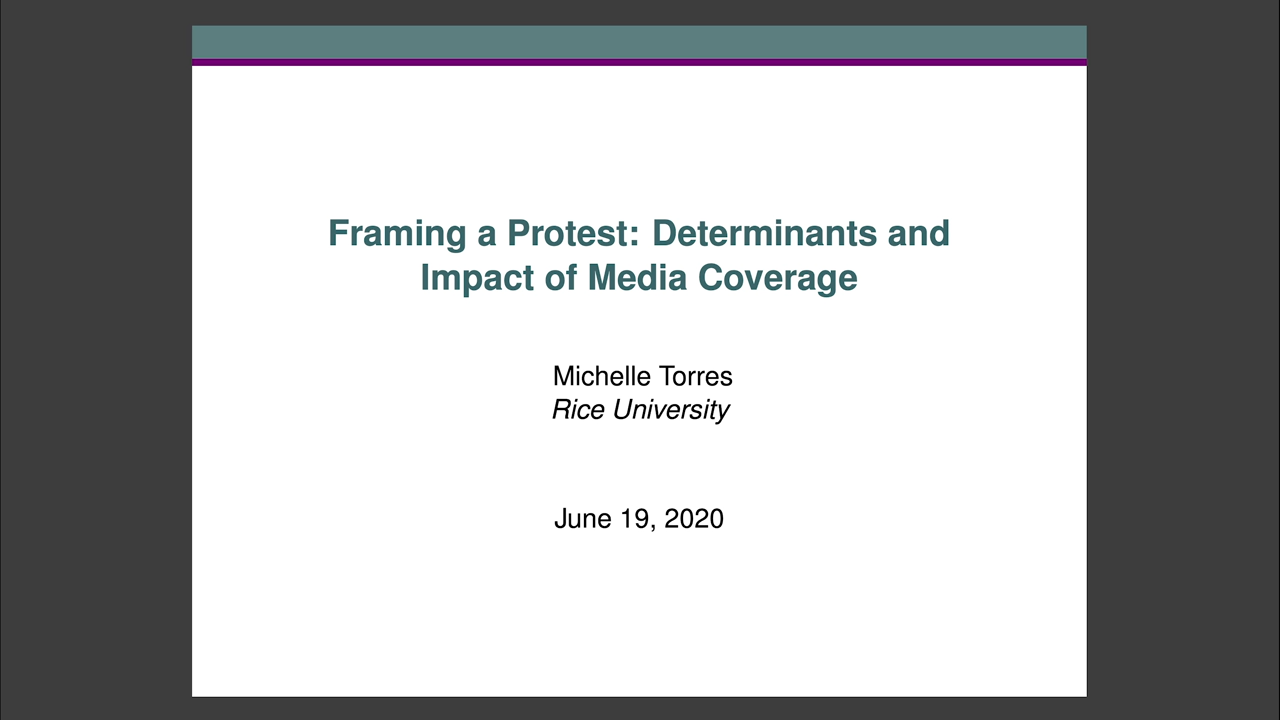 Framing a Protest: Determinants and
Impact of Media Coverage
Michelle Torres
Rice University
June 19, 2020